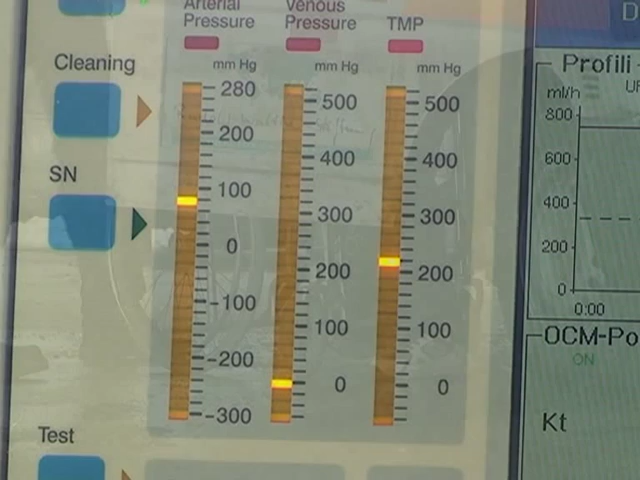 Arterial
Pressure
Venous
Pressure
TMP
Cleaning
mm Hg
mm Hg
mm Hg
280
200
100
0
-100
-200
-300
500
400
300
200
100
0
500
400
300
200
100
0
SN
Test
D
Profili
UF
ml/h
800
600
400
200
0
0:00
OCM-Po
ON
Kt